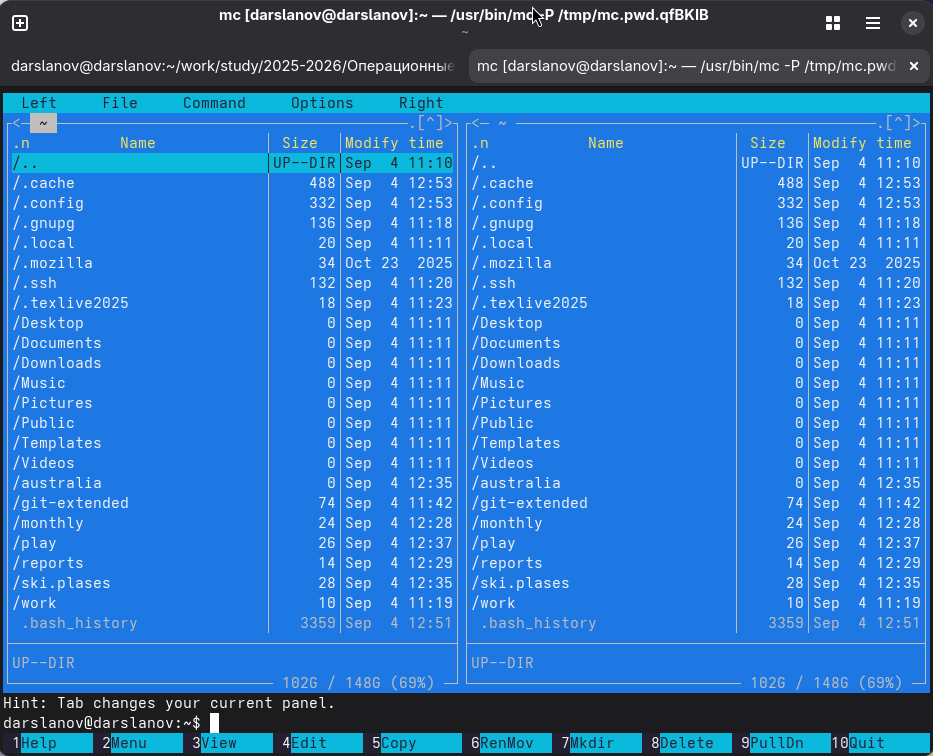 mc [darslanov@darslanov]:~ — /usr/bin/mc -P /tmp/mc.pwd.qfBKIB
~
darslanov@darslanov:~/work/study/2025-2026/Операционные mc [darslanov@darslanov]:~ — /usr/bin/mc -P /tmp/mc.pwd
Left File Command Options Right
<─ ~ .[^]> <─ ~ .[^]>
.n Name Size Modify time .n Name Size Modify time
/.. UP--DIR Sep 4 11:10 /.. UP--DIR Sep 4 11:10
/.cache 488 Sep 4 12:53 /.cache 488 Sep 4 12:53
/.config 332 Sep 4 12:53 /.config 332 Sep 4 12:53
/.gnupg 136 Sep 4 11:18 /.gnupg 136 Sep 4 11:18
/.local 20 Sep 4 11:11 /.local 20 Sep 4 11:11
/.mozilla 34 Oct 23 2025 /.mozilla 34 Oct 23 2025
/.ssh 132 Sep 4 11:20 /.ssh 132 Sep 4 11:20
/.texlive2025 18 Sep 4 11:23 /.texlive2025 18 Sep 4 11:23
/Desktop 0 Sep 4 11:11 /Desktop 0 Sep 4 11:11
/Documents 0 Sep 4 11:11 /Documents 0 Sep 4 11:11
/Downloads 0 Sep 4 11:11 /Downloads 0 Sep 4 11:11
/Music 0 Sep 4 11:11 /Music 0 Sep 4 11:11
/Pictures 0 Sep 4 11:11 /Pictures 0 Sep 4 11:11
/Public 0 Sep 4 11:11 /Public 0 Sep 4 11:11
/Templates 0 Sep 4 11:11 /Templates 0 Sep 4 11:11
/Videos 0 Sep 4 11:11 /Videos 0 Sep 4 11:11
/australia 0 Sep 4 12:35 /australia 0 Sep 4 12:35
/git-extended 74 Sep 4 11:42 /git-extended 74 Sep 4 11:42
/monthly 24 Sep 4 12:28 /monthly 24 Sep 4 12:28
/play 26 Sep 4 12:37 /play 26 Sep 4 12:37
/reports 14 Sep 4 12:29 /reports 14 Sep 4 12:29
/ski.plases 28 Sep 4 12:35 /ski.plases 28 Sep 4 12:35
/work 10 Sep 4 11:19 /work 10 Sep 4 11:19
.bash_history 3359 Sep 4 12:51 .bash_history 3359 Sep 4 12:51
UP--DIR UP--DIR
102G / 148G (69%) 102G / 148G (69%)
Hint: Tab changes your current panel.
darslanov@darslanov:~$
1Help 2Menu 3View 4Edit 5Copy 6RenMov 7Mkdir 8Delete 9PullDn 10Quit